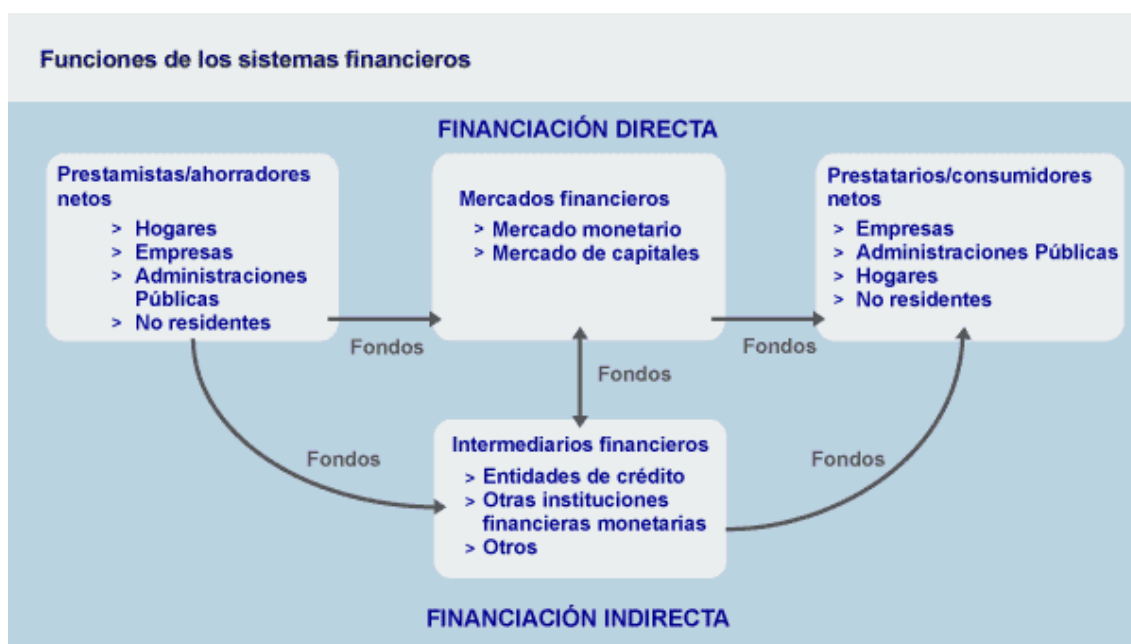 Funciones de los sistemas financieros
FINANCIACIÓN DIRECTA
Prestamistas/ahorradores
netos
> Hogares
> Empresas
> Administraciones
Públicas
> No residentes
Fondos
Mercados financieros
> Mercado monetario
> Mercado de capitales
Fondos
Prestatarios/consumidores
netos
> Empresas
> Administraciones Públicas
> Hogares
> No residentes
Fondos
Fondos
Intermediarios financieros
> Entidades de crédito
> Otras instituciones
financieras monetarias
> Otros
Fondos
FINANCIACIÓN INDIRECTA